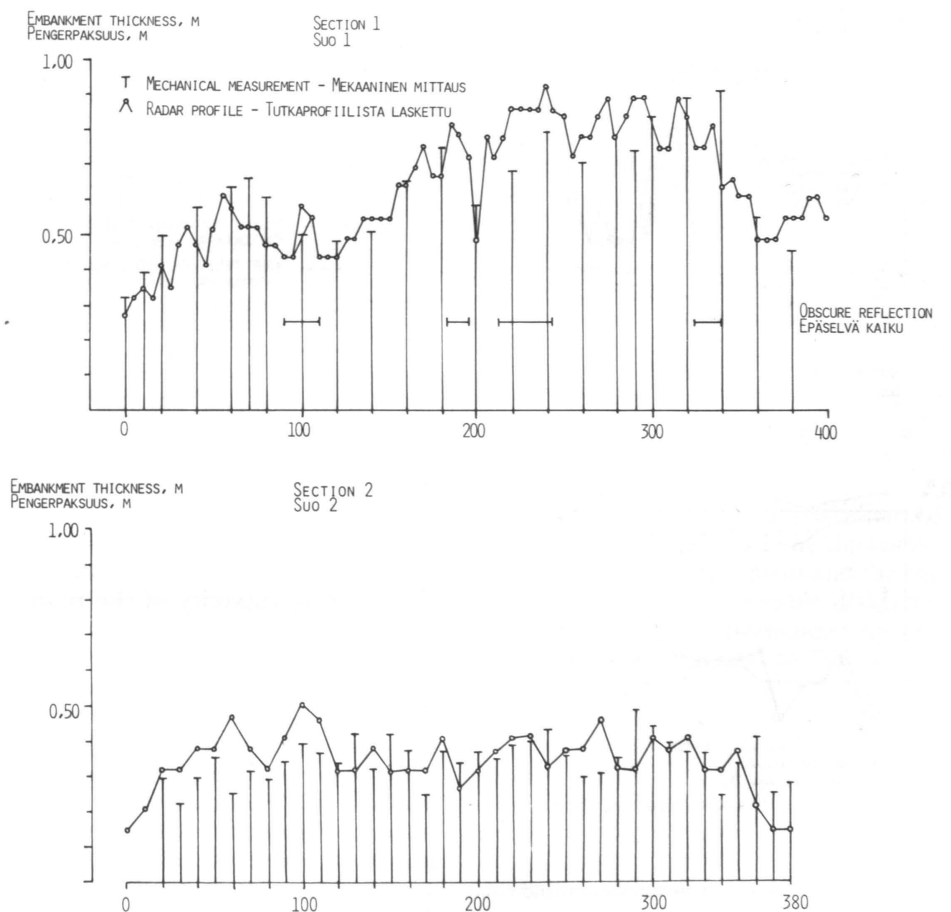 EMBANKMENT THICKNESS, M
PENGERPAKSUUS, M
SECTION 1
SUO 1
1,00
MECHANICAL MEASUREMENT – MEKAANINEN MITTAUS
RADAR PROFILE – TUTKAPROFIILISTA LASKETTU
0,50
OBSCURE REFLECTION
EPÄSELVÄ KAIKU
0 100 200 300 400
EMBANKMENT THICKNESS, M
PENGERPAKSUUS, M
SECTION 2
SUO 2
1,00
0,50
0 100 200 300 380